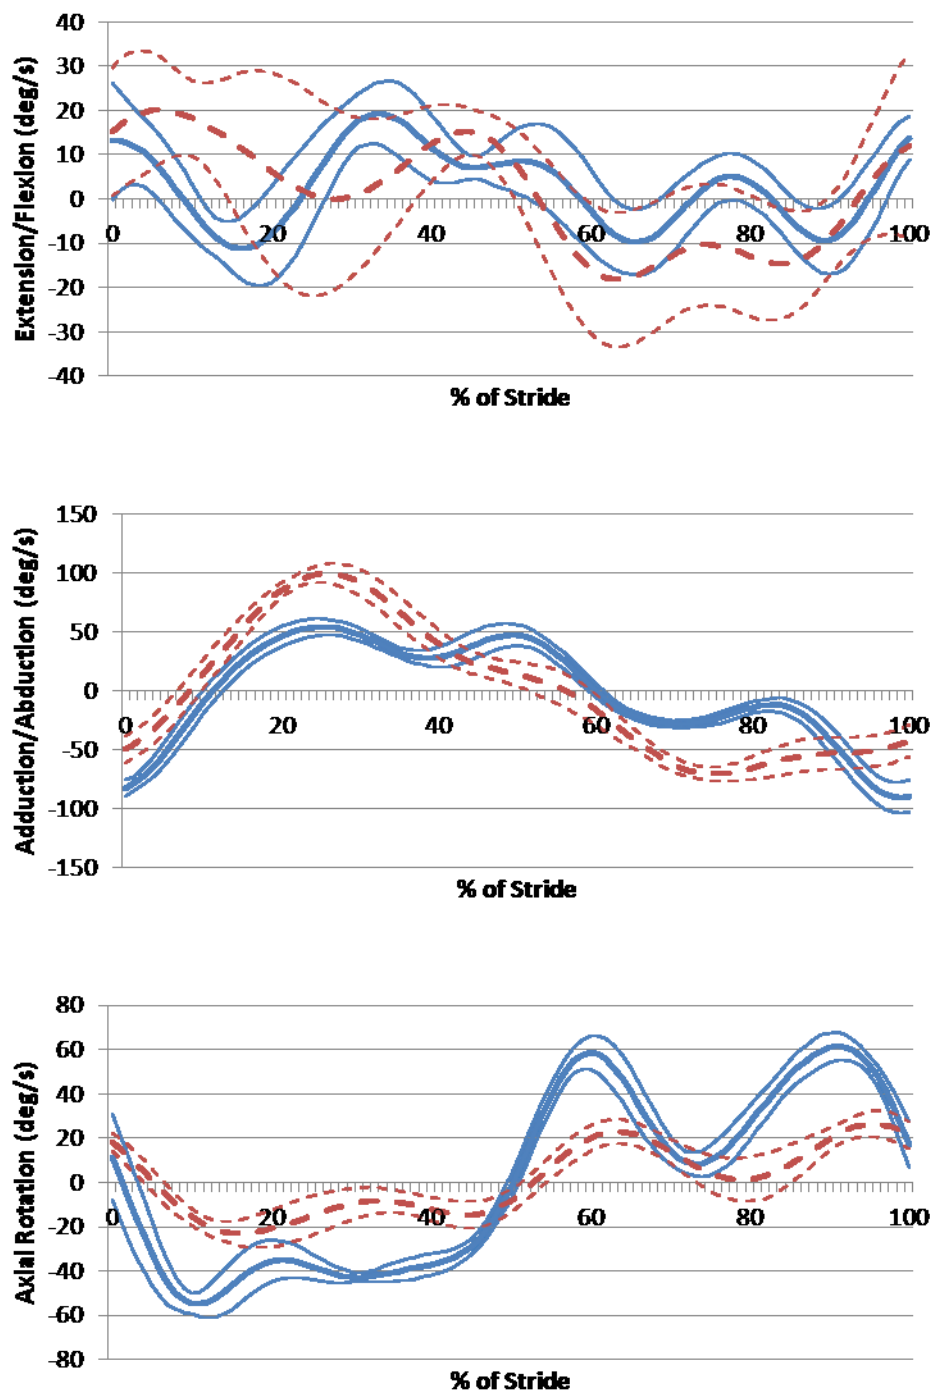 Extension/Flexion (deg/s)
40
30
20
10
0
-10
-20
-30
-40
0 20 40 60 80 100
% of Stride
Adduction/Abduction (deg/s)
150
100
50
0
-50
-100
-150
0 20 40 60 80 100
% of Stride
Axial Rotation (deg/s)
80
60
40
20
0
-20
-40
-60
-80
0 20 40 60 80 100
% of Stride